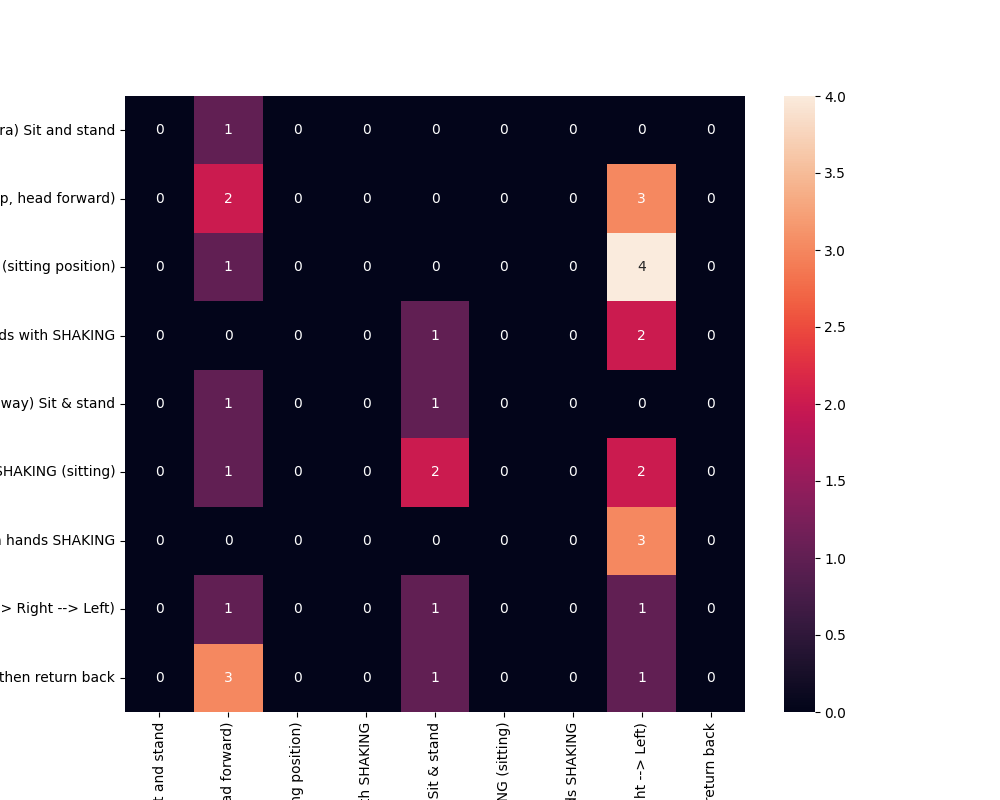 ra) Sit and stand 0 1 0 0 0 0 0 0 0
p, head forward) 0 2 0 0 0 0 0 3 0
(sitting position) 0 1 0 0 0 0 0 4 0
ds with SHAKING 0 0 0 0 1 0 0 2 0
way) Sit & stand 0 1 0 0 1 0 0 0 0
SHAKING (sitting) 0 1 0 0 2 0 0 2 0
hands SHAKING 0 0 0 0 0 0 0 3 0
> Right --> Left) 0 1 0 0 1 0 0 1 0
then return back 0 3 0 0 1 0 0 1 0
t and stand
ad forward)
ng position)
th SHAKING
Sit & stand
NG (sitting)
ds SHAKING
ht --> Left)
return back
4.0
3.5
3.0
2.5
2.0
1.5
1.0
0.5
0.0